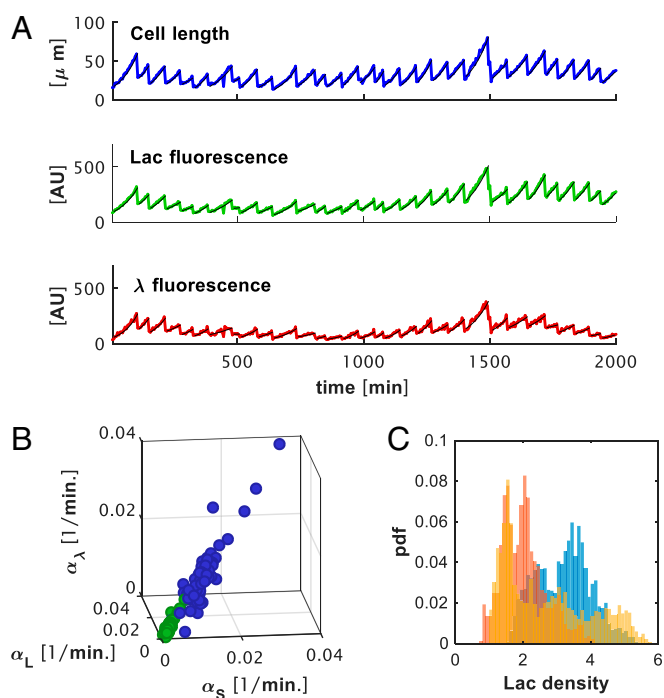 A
Cell length
[μ m]
100
50
0
Lac fluorescence
[AU]
500
0
λ fluorescence
[AU]
500
0
500
1000
1500
2000
time [min]
B
0.04
0.02
0
αλ [1/min.]
0.04
0.02
0
αL [1/min.]
0
0.02
0.04
αS [1/min.]
C
0.1
0.08
0.06
0.04
0.02
0
pdf
0
2
4
6
Lac density